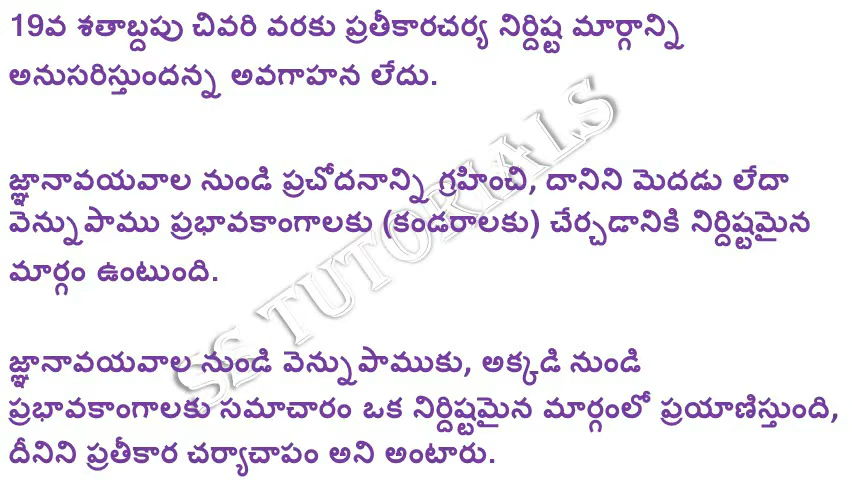 19వ శతాబ్దపు చివరి వరకు ప్రతీకారచర్య నిర్దిష్ట మార్గాన్ని
అనుసరిస్తుందన్న అవగాహన లేదు.
జ్ఞానావయవాల నుండి ప్రచోదనాన్ని గ్రహించి, దానిని మెదడు లేదా
వెన్నుపాము ప్రభావకాంగాలకు (కండరాలకు) చేర్చడానికి నిర్దిష్టమైన
మార్గం ఉంటుంది.
జ్ఞానావయవాల నుండి వెన్నుపాముకు, అక్కడి నుండి
ప్రభావకాంగాలకు సమాచారం ఒక నిర్దిష్టమైన మార్గంలో ప్రయాణిస్తుంది,
దీనిని ప్రతీకార చర్యాచాపం అని అంటారు.
SS TUTORIALS